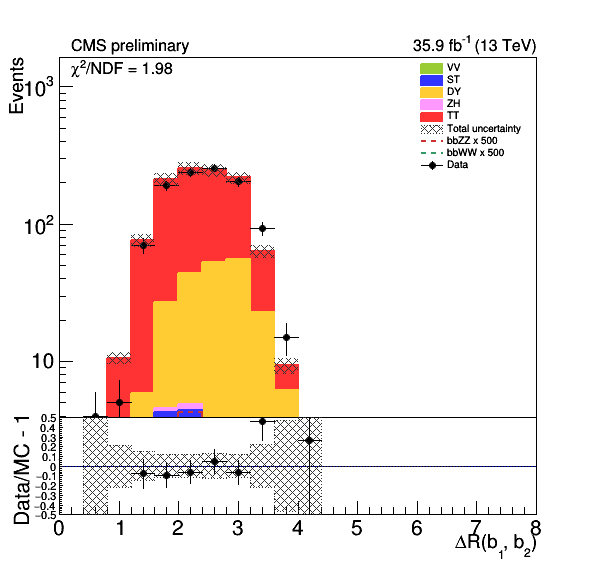 CMS preliminary 35.9 fb⁻¹ (13 TeV)
χ²/NDF = 1.98
Events
10³
10²
10
VV
ST
DY
ZH
TT
Total uncertainty
bbZZ x 500
bbWW x 500
Data
Data/MC - 1
0.5
0.4
0.3
0.2
0.1
0
−0.1
−0.2
−0.3
−0.4
−0.5
0 1 2 3 4 5 6 7 8
ΔR(b₁, b₂)